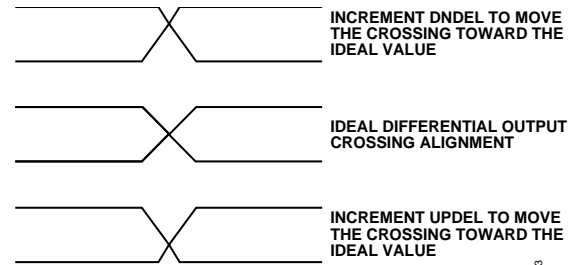 INCREMENT DNDEL TO MOVE
THE CROSSING TOWARD THE
IDEAL VALUE
IDEAL DIFFERENTIAL OUTPUT
CROSSING ALIGNMENT
INCREMENT UPDEL TO MOVE
THE CROSSING TOWARD THE
IDEAL VALUE